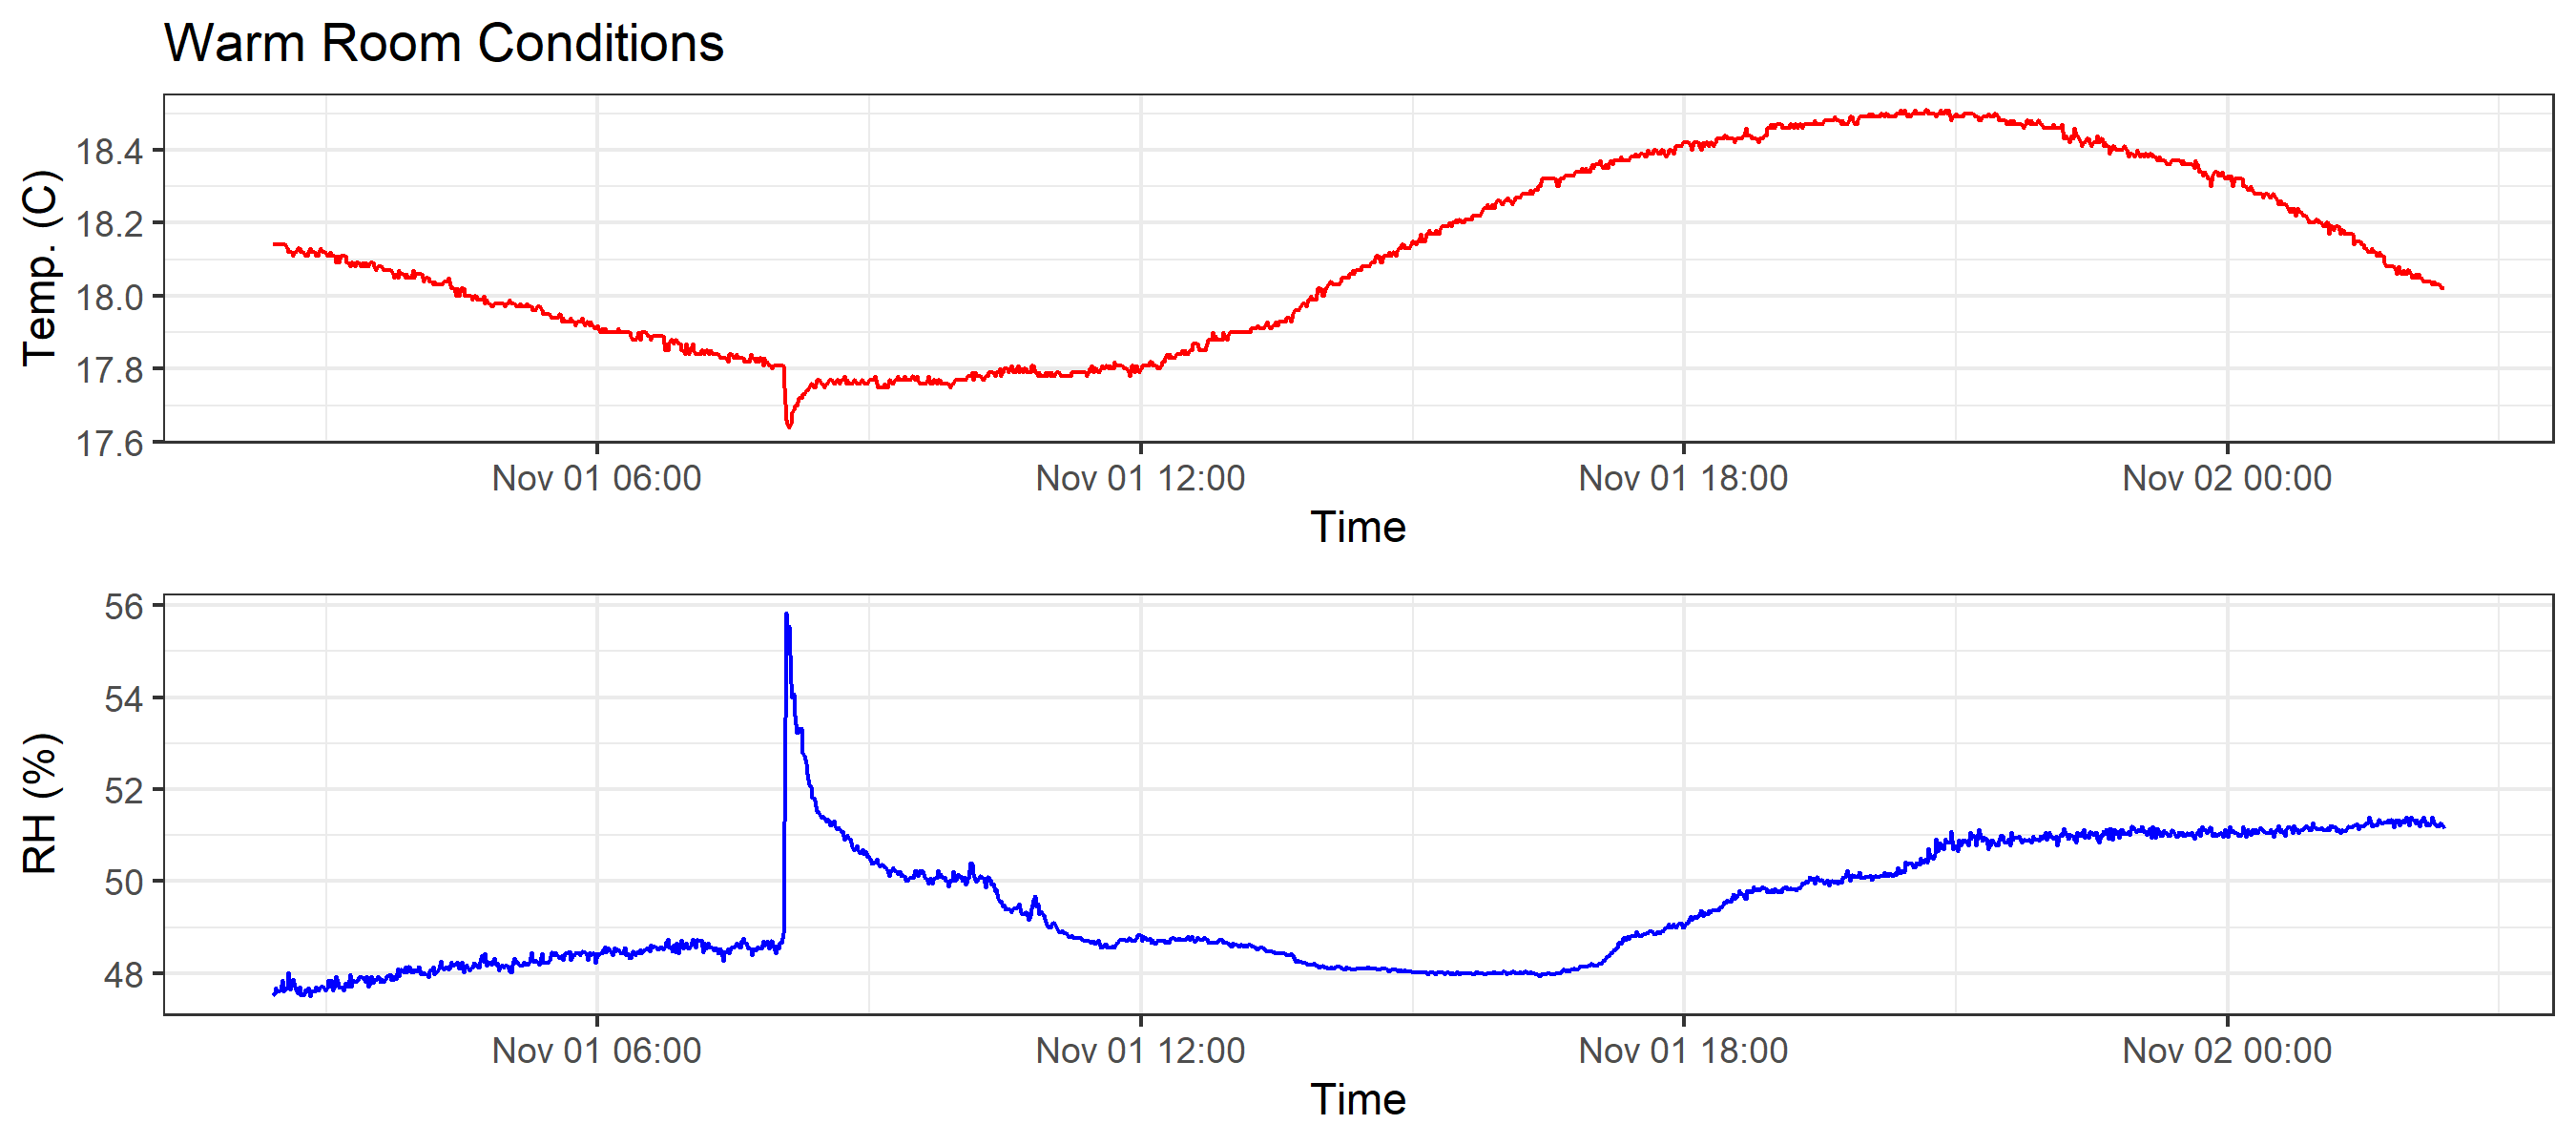 Warm Room Conditions
18.4
18.2
18.0
17.8
17.6
Temp. (C)
Nov 01 06:00 Nov 01 12:00 Nov 01 18:00 Nov 02 00:00
Time
56
54
52
50
48
RH (%)
Nov 01 06:00 Nov 01 12:00 Nov 01 18:00 Nov 02 00:00
Time